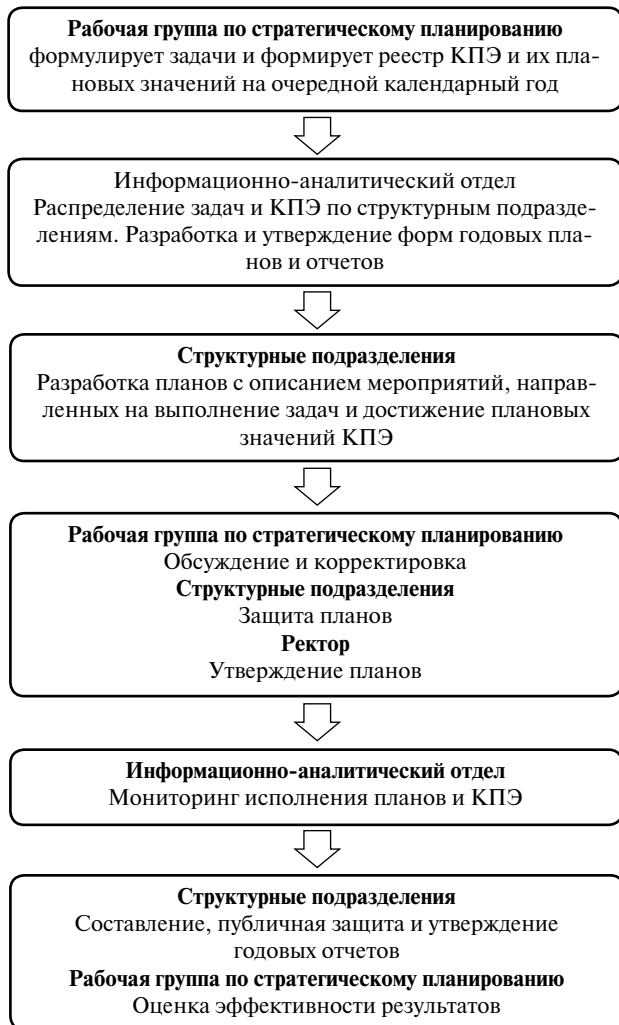 Рабочая группа по стратегическому планированию
формулирует задачи и формирует реестр КПЭ и их пла-
новых значений на очередной календарный год
Информационно-аналитический отдел
Распределение задач и КПЭ по структурным подразде-
лениям. Разработка и утверждение форм годовых пла-
нов и отчетов
Структурные подразделения
Разработка планов с описанием мероприятий, направ-
ленных на выполнение задач и достижение плановых
значений КПЭ
Рабочая группа по стратегическому планированию
Обсуждение и корректировка
Структурные подразделения
Защита планов
Ректор
Утверждение планов
Информационно-аналитический отдел
Мониторинг исполнения планов и КПЭ
Структурные подразделения
Составление, публичная защита и утверждение
годовых отчетов
Рабочая группа по стратегическому планированию
Оценка эффективности результатов